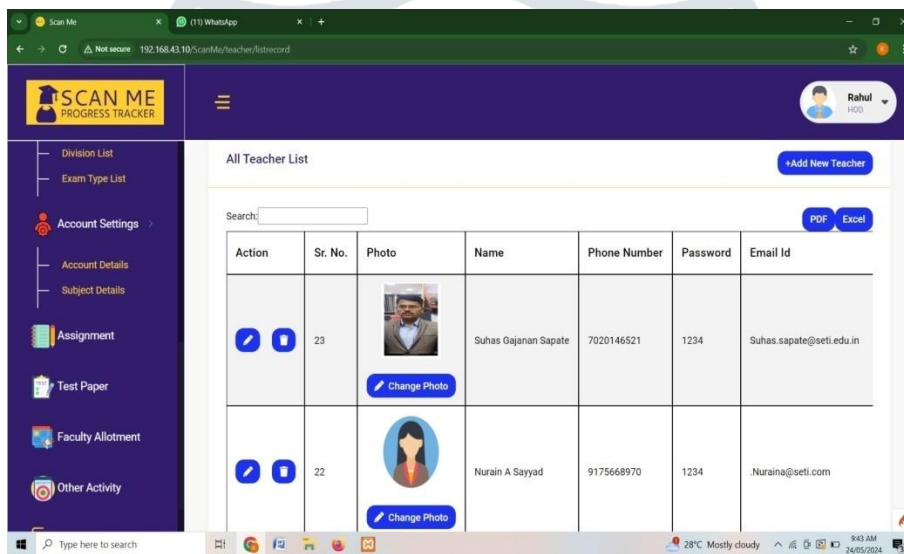 Scan Me
(11) WhatsApp
Not secure 192.168.43.10/ScanMe/teacher/listrecord
SCAN ME
PROGRESS TRACKER
Rahul
HOD
Division List
Exam Type List
Account Settings
Account Details
Subject Details
Assignment
Test Paper
Faculty Allotment
Other Activity
All Teacher List
+Add New Teacher
Search:
PDF Excel
Action Sr. No. Photo Name Phone Number Password Email Id
23 Suhas Gajanan Sapate 7020146521 1234 Suhas.sapate@seti.edu.in
Change Photo
22 Nurain A Sayyad 9175668970 1234 .Nuraina@seti.com
Change Photo
Type here to search
28°C Mostly cloudy
9:43 AM
24/05/2024